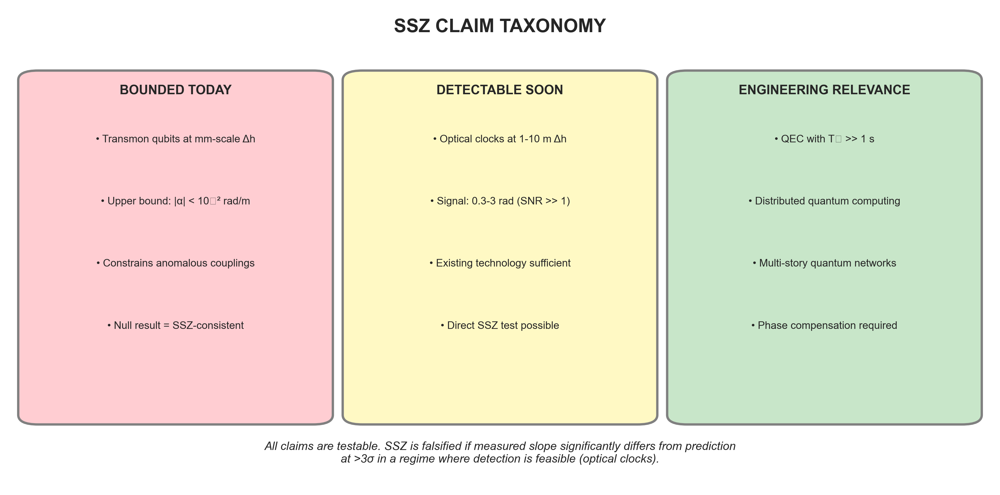 SSZ CLAIM TAXONOMY
BOUNDED TODAY
• Transmon qubits at mm-scale Δh
• Upper bound: |α| < 10□² rad/m
• Constrains anomalous couplings
• Null result = SSZ-consistent
DETECTABLE SOON
• Optical clocks at 1-10 m Δh
• Signal: 0.3-3 rad (SNR >> 1)
• Existing technology sufficient
• Direct SSZ test possible
ENGINEERING RELEVANCE
• QEC with T□ >> 1 s
• Distributed quantum computing
• Multi-story quantum networks
• Phase compensation required
All claims are testable. SSZ is falsified if measured slope significantly differs from prediction
at >3σ in a regime where detection is feasible (optical clocks).